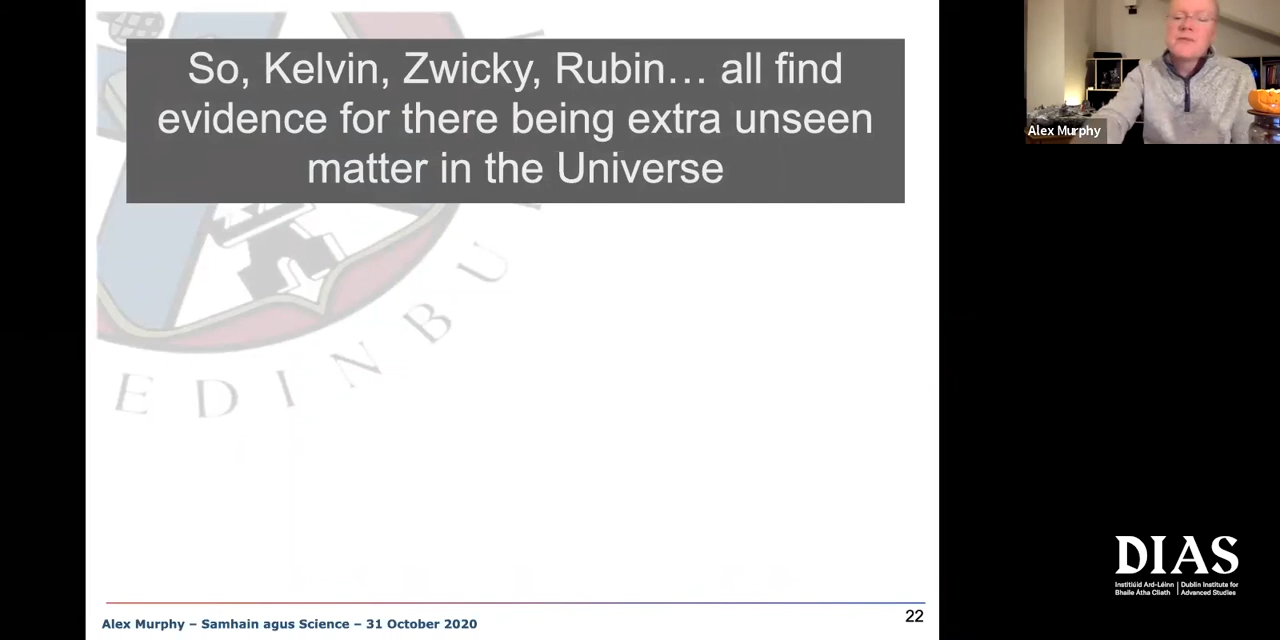 So, Kelvin, Zwicky, Rubin... all find
evidence for there being extra unseen
matter in the Universe
EDINBU
Alex Murphy – Samhain agus Science – 31 October 2020
22
Alex Murphy
DIAS
Institiúid Ard-Léinn | Dublin Institute for
Bhaile Átha Cliath | Advanced Studies